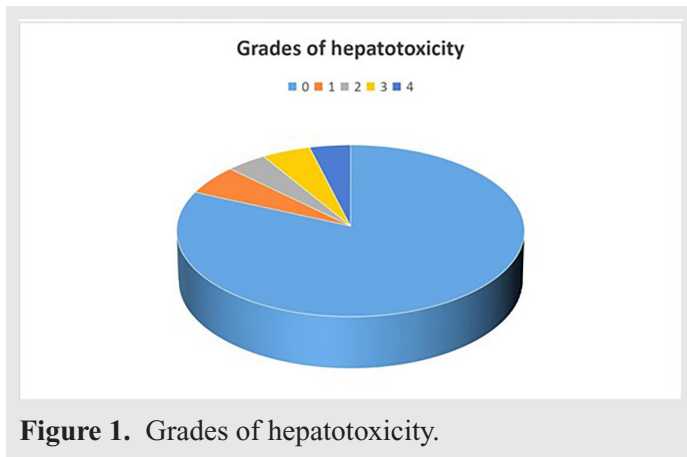 Grades of hepatotoxicity
0 1 2 3 4
Figure 1. Grades of hepatotoxicity.